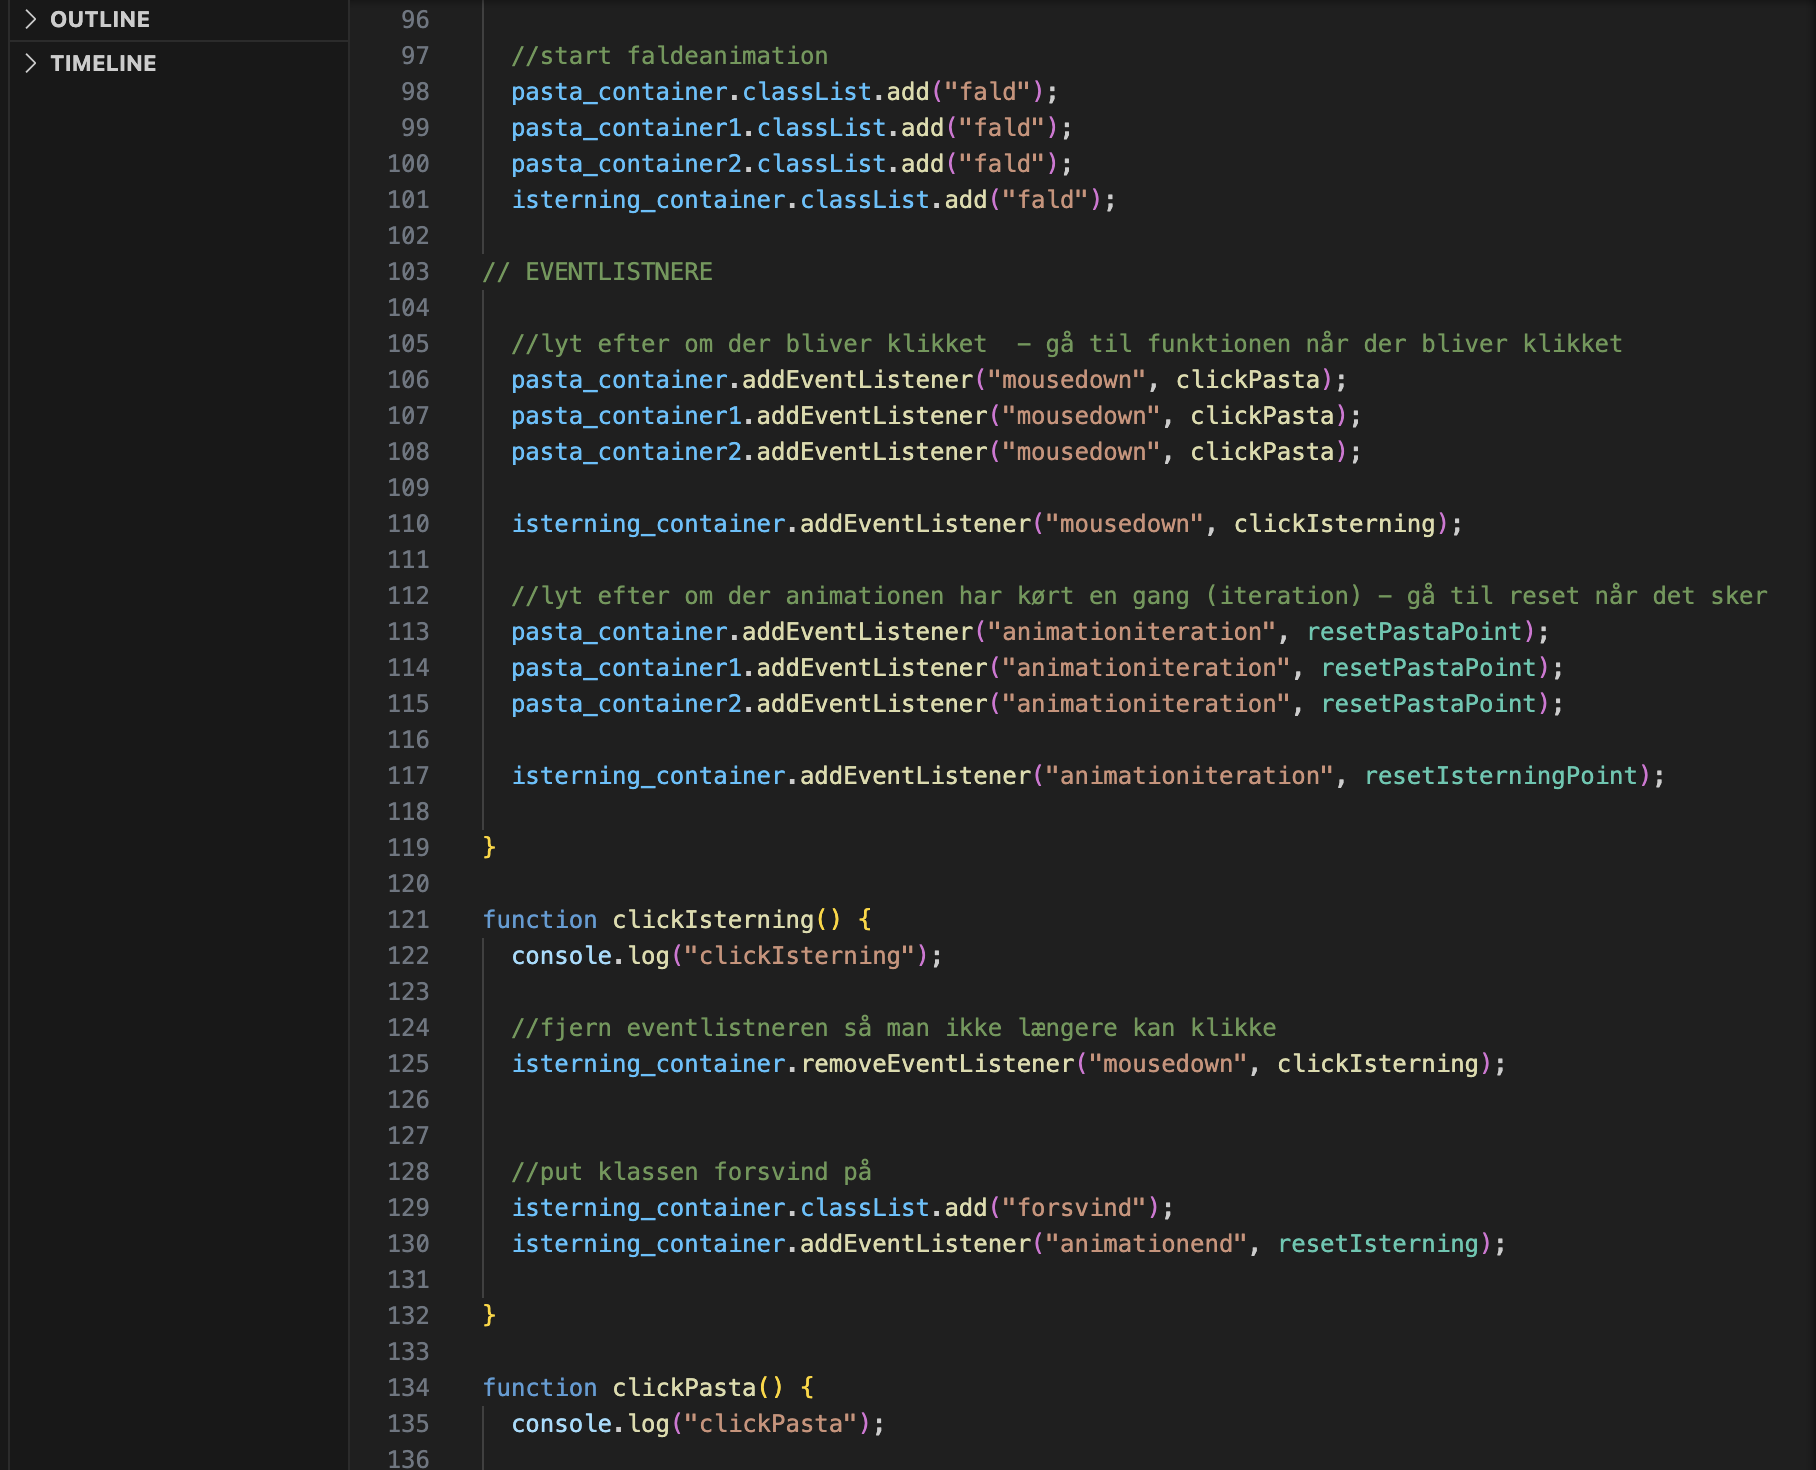 OUTLINE
TIMELINE
96
97 //start faldeanimation
98 pasta_container.classList.add("fald");
99 pasta_container1.classList.add("fald");
100 pasta_container2.classList.add("fald");
101 isterning_container.classList.add("fald");
102
103 // EVENTLISTNERE
104
105 //lyt efter om der bliver klikket  – gå til funktionen når der bliver klikket
106 pasta_container.addEventListener("mousedown", clickPasta);
107 pasta_container1.addEventListener("mousedown", clickPasta);
108 pasta_container2.addEventListener("mousedown", clickPasta);
109
110 isterning_container.addEventListener("mousedown", clickIsterning);
111
112 //lyt efter om der animationen har kørt en gang (iteration) – gå til reset når det sker
113 pasta_container.addEventListener("animationiteration", resetPastaPoint);
114 pasta_container1.addEventListener("animationiteration", resetPastaPoint);
115 pasta_container2.addEventListener("animationiteration", resetPastaPoint);
116
117 isterning_container.addEventListener("animationiteration", resetIsterningPoint);
118
119 }
120
121 function clickIsterning() {
122 console.log("clickIsterning");
123
124 //fjern eventlistneren så man ikke længere kan klikke
125 isterning_container.removeEventListener("mousedown", clickIsterning);
126
127
128 //put klassen forsvind på
129 isterning_container.classList.add("forsvind");
130 isterning_container.addEventListener("animationend", resetIsterning);
131
132 }
133
134 function clickPasta() {
135 console.log("clickPasta");
136